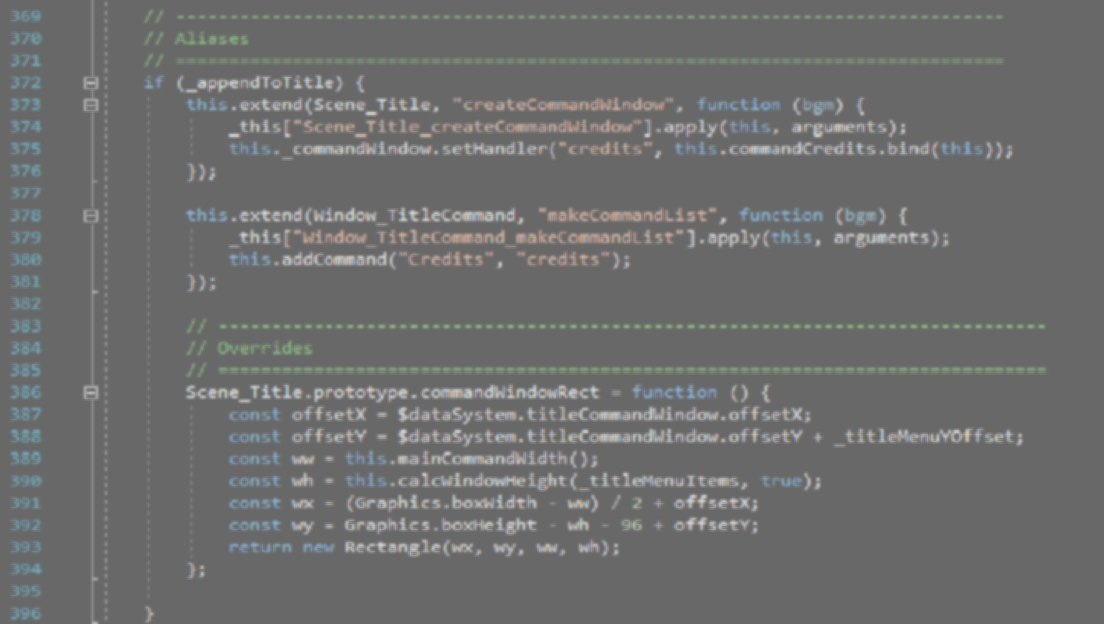 369 // ------------------------------------------------------------------------------
370 // Aliases
371 // ==============================================================================
372 if (_appendToTitle) {
373 this.extend(Scene_Title, "createCommandWindow", function (bgm) {
374 _this["Scene_Title_createCommandWindow"].apply(this, arguments);
375 this._commandWindow.setHandler("credits", this.commandCredits.bind(this));
376 });
377
378 this.extend(Window_TitleCommand, "makeCommandList", function (bgm) {
379 _this["Window_TitleCommand_makeCommandList"].apply(this, arguments);
380 this.addCommand("Credits", "credits");
381 });
382
383 // ------------------------------------------------------------------------------
384 // Overrides
385 // ==============================================================================
386 Scene_Title.prototype.commandWindowRect = function () {
387 const offsetX = $dataSystem.titleCommandWindow.offsetX;
388 const offsetY = $dataSystem.titleCommandWindow.offsetY + _titleMenuYOffset;
389 const ww = this.mainCommandWidth();
390 const wh = this.calcWindowHeight(_titleMenuItems, true);
391 const wx = (Graphics.boxWidth - ww) / 2 + offsetX;
392 const wy = Graphics.boxHeight - wh - 96 + offsetY;
393 return new Rectangle(wx, wy, ww, wh);
394 };
395
396 }